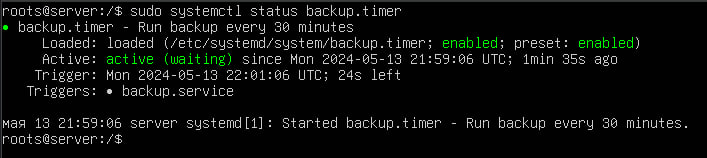 roots@server:/$ sudo systemctl status backup.timer
● backup.timer - Run backup every 30 minutes
Loaded: loaded (/etc/systemd/system/backup.timer; enabled; preset: enabled)
Active: active (waiting) since Mon 2024-05-13 21:59:06 UTC; 1min 35s ago
Trigger: Mon 2024-05-13 22:01:06 UTC; 24s left
Triggers: ● backup.service
мая 13 21:59:06 server systemd[1]: Started backup.timer - Run backup every 30 minutes.
roots@server:/$